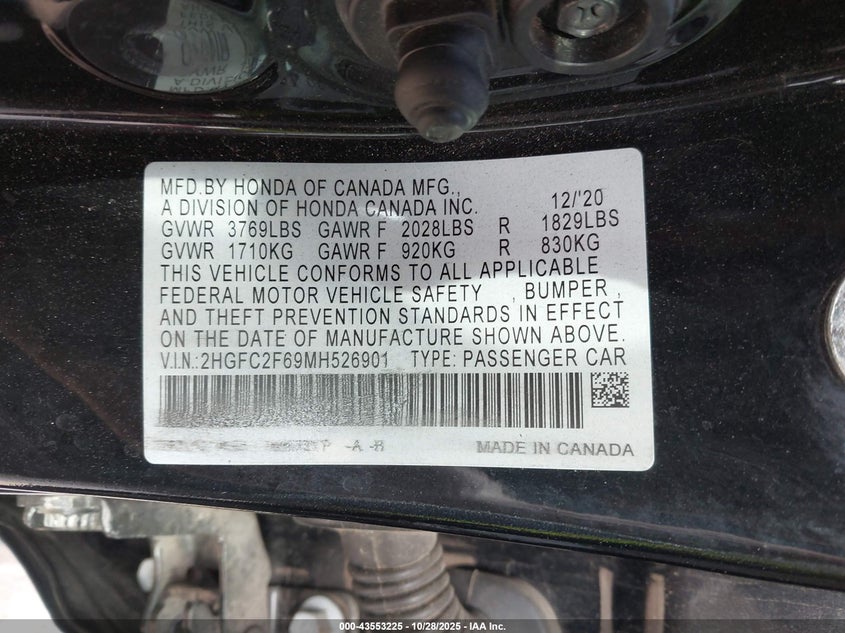 MFD.BY HONDA OF CANADA MFG.,
A DIVISION OF HONDA CANADA INC. 12/'20
GVWR 3769LBS GAWR F 2028LBS R 1829LBS
GVWR 1710KG GAWR F 920KG R 830KG
THIS VEHICLE CONFORMS TO ALL APPLICABLE
FEDERAL MOTOR VEHICLE SAFETY , BUMPER ,
AND THEFT PREVENTION STANDARDS IN EFFECT
ON THE DATE OF MANUFACTURE SHOWN ABOVE.
V.I.N.:2HGFC2F69MH526901 TYPE: PASSENGER CAR
-A -B MADE IN CANADA
000-43553225 | 10/28/2025 | IAA Inc.